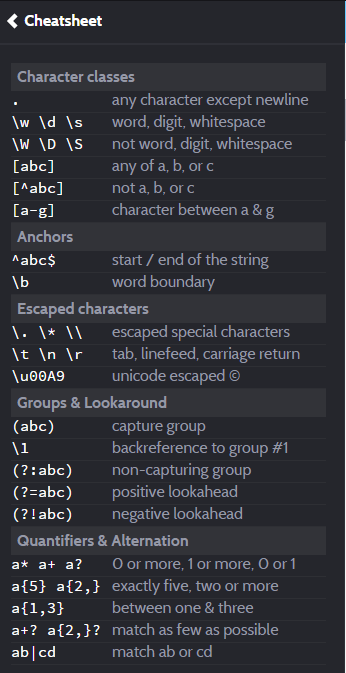 Cheatsheet
Character classes
. any character except newline
\w \d \s word, digit, whitespace
\W \D \S not word, digit, whitespace
[abc] any of a, b, or c
[^abc] not a, b, or c
[a-g] character between a & g
Anchors
^abc$ start / end of the string
\b word boundary
Escaped characters
\. \* \\ escaped special characters
\t \n \r tab, linefeed, carriage return
\u00A9 unicode escaped ©
Groups & Lookaround
(abc) capture group
\1 backreference to group #1
(?:abc) non-capturing group
(?=abc) positive lookahead
(?!abc) negative lookahead
Quantifiers & Alternation
a* a+ a? 0 or more, 1 or more, 0 or 1
a{5} a{2,} exactly five, two or more
a{1,3} between one & three
a+? a{2,}? match as few as possible
ab|cd match ab or cd